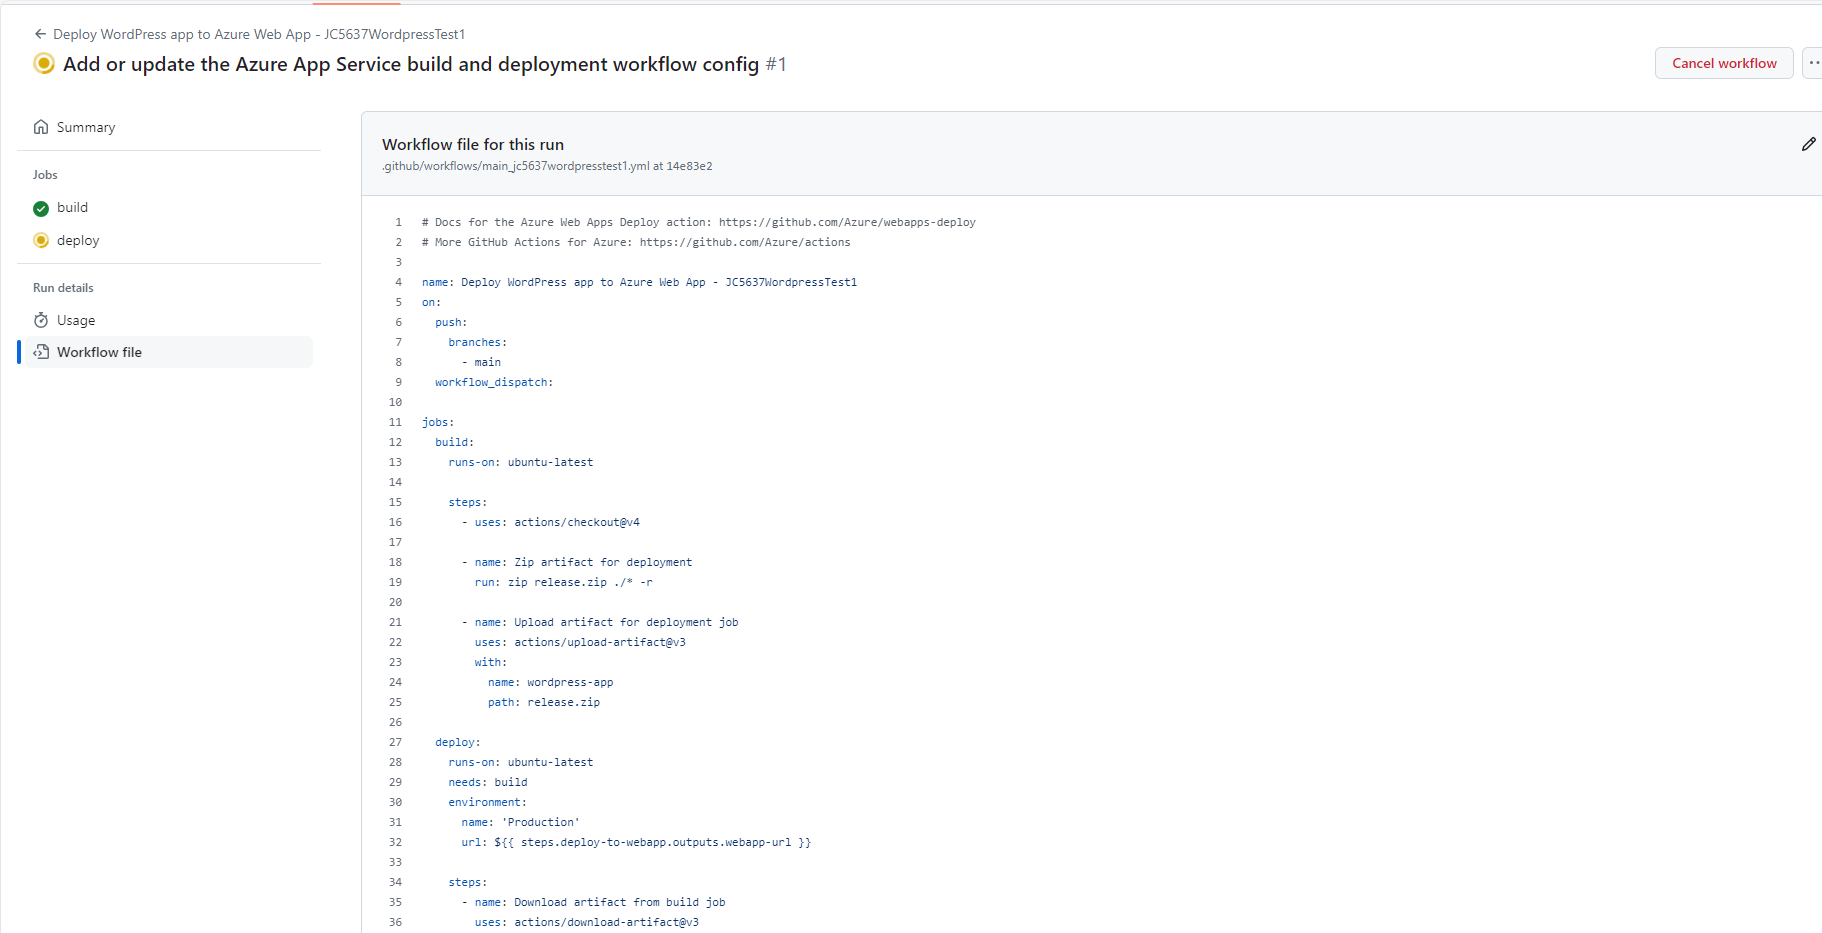 Deploy WordPress app to Azure Web App - JC5637WordpressTest1
Add or update the Azure App Service build and deployment workflow config #1
Cancel workflow
Summary
Jobs
build
deploy
Run details
Usage
Workflow file
Workflow file for this run
.github/workflows/main_jc5637wordpresstest1.yml at 14e83e2
1 # Docs for the Azure Web Apps Deploy action: https://github.com/Azure/webapps-deploy
2 # More GitHub Actions for Azure: https://github.com/Azure/actions
3
4 name: Deploy WordPress app to Azure Web App - JC5637WordpressTest1
5 on:
6   push:
7     branches:
8       - main
9   workflow_dispatch:
10
11 jobs:
12   build:
13     runs-on: ubuntu-latest
14
15     steps:
16       - uses: actions/checkout@v4
17
18       - name: Zip artifact for deployment
19         run: zip release.zip ./* -r
20
21       - name: Upload artifact for deployment job
22         uses: actions/upload-artifact@v3
23         with:
24           name: wordpress-app
25           path: release.zip
26
27   deploy:
28     runs-on: ubuntu-latest
29     needs: build
30     environment:
31       name: 'Production'
32       url: ${{ steps.deploy-to-webapp.outputs.webapp-url }}
33
34     steps:
35       - name: Download artifact from build job
36         uses: actions/download-artifact@v3